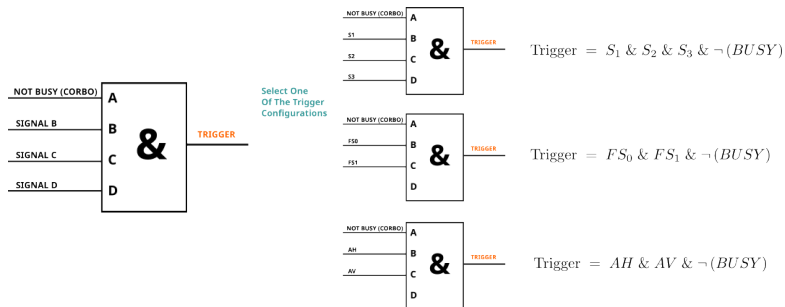 NOT BUSY (CORBO)
A
SIGNAL B
B
SIGNAL C
C
SIGNAL D
D
&
TRIGGER
Select One
Of The Trigger
Configurations
NOT BUSY (CORBO)
A
S1
B
S2
C
S3
D
&
TRIGGER
Trigger = S₁ & S₂ & S₃ & ¬ (BUSY)
NOT BUSY (CORBO)
A
FS0
B
FS1
C
D
&
TRIGGER
Trigger = FS₀ & FS₁ & ¬ (BUSY)
NOT BUSY (CORBO)
A
AH
B
AV
C
D
&
TRIGGER
Trigger = AH & AV & ¬ (BUSY)